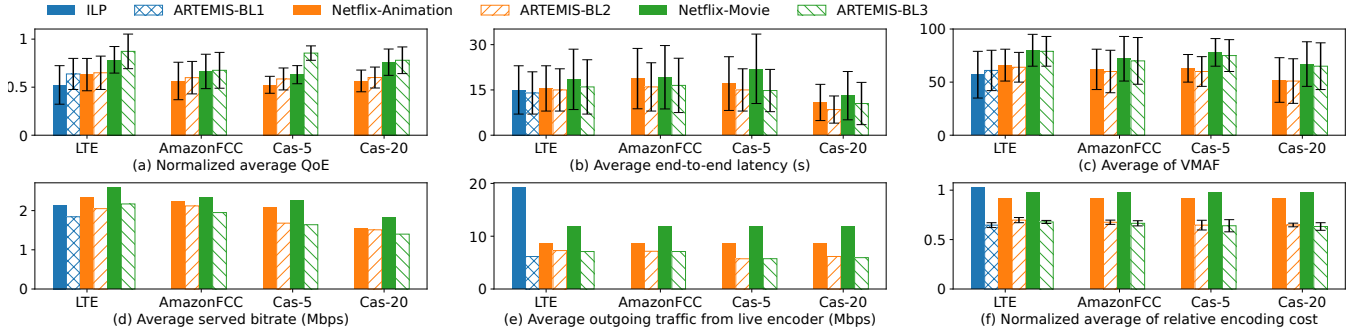 ILP ARTEMIS-BL1 Netflix-Animation ARTEMIS-BL2 Netflix-Movie ARTEMIS-BL3
1
0.5
0
LTE AmazonFCC Cas-5 Cas-20
(a) Normalized average QoE
30
15
0
LTE AmazonFCC Cas-5 Cas-20
(b) Average end-to-end latency (s)
100
50
0
LTE AmazonFCC Cas-5 Cas-20
(c) Average of VMAF
2
1
0
LTE AmazonFCC Cas-5 Cas-20
(d) Average served bitrate (Mbps)
20
10
0
LTE AmazonFCC Cas-5 Cas-20
(e) Average outgoing traffic from live encoder (Mbps)
1
0.5
0
LTE AmazonFCC Cas-5 Cas-20
(f) Normalized average of relative encoding cost